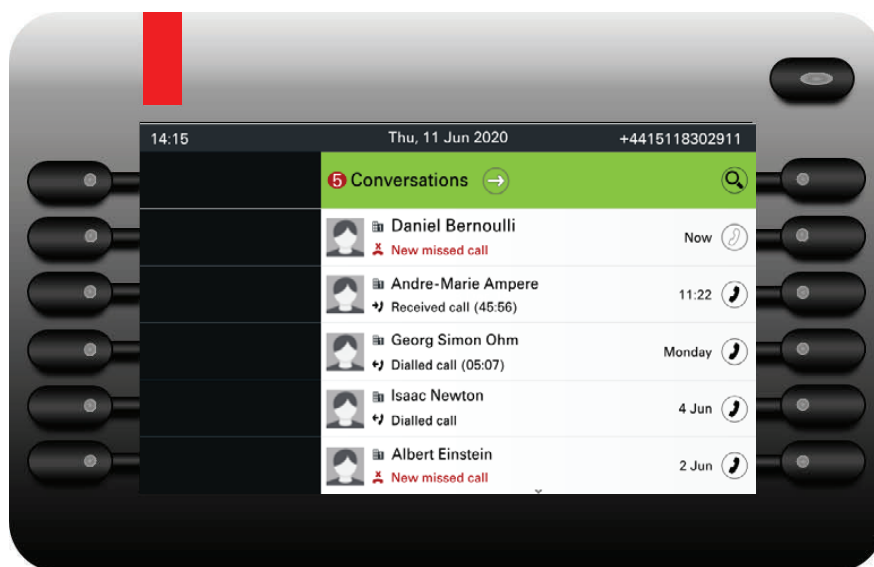 14:15 Thu, 11 Jun 2020 +4415118302911
5 Conversations
Daniel Bernoulli
New missed call
Now
Andre-Marie Ampere
Received call (45:56)
11:22
Georg Simon Ohm
Dialled call (05:07)
Monday
Isaac Newton
Dialled call
4 Jun
Albert Einstein
New missed call
2 Jun